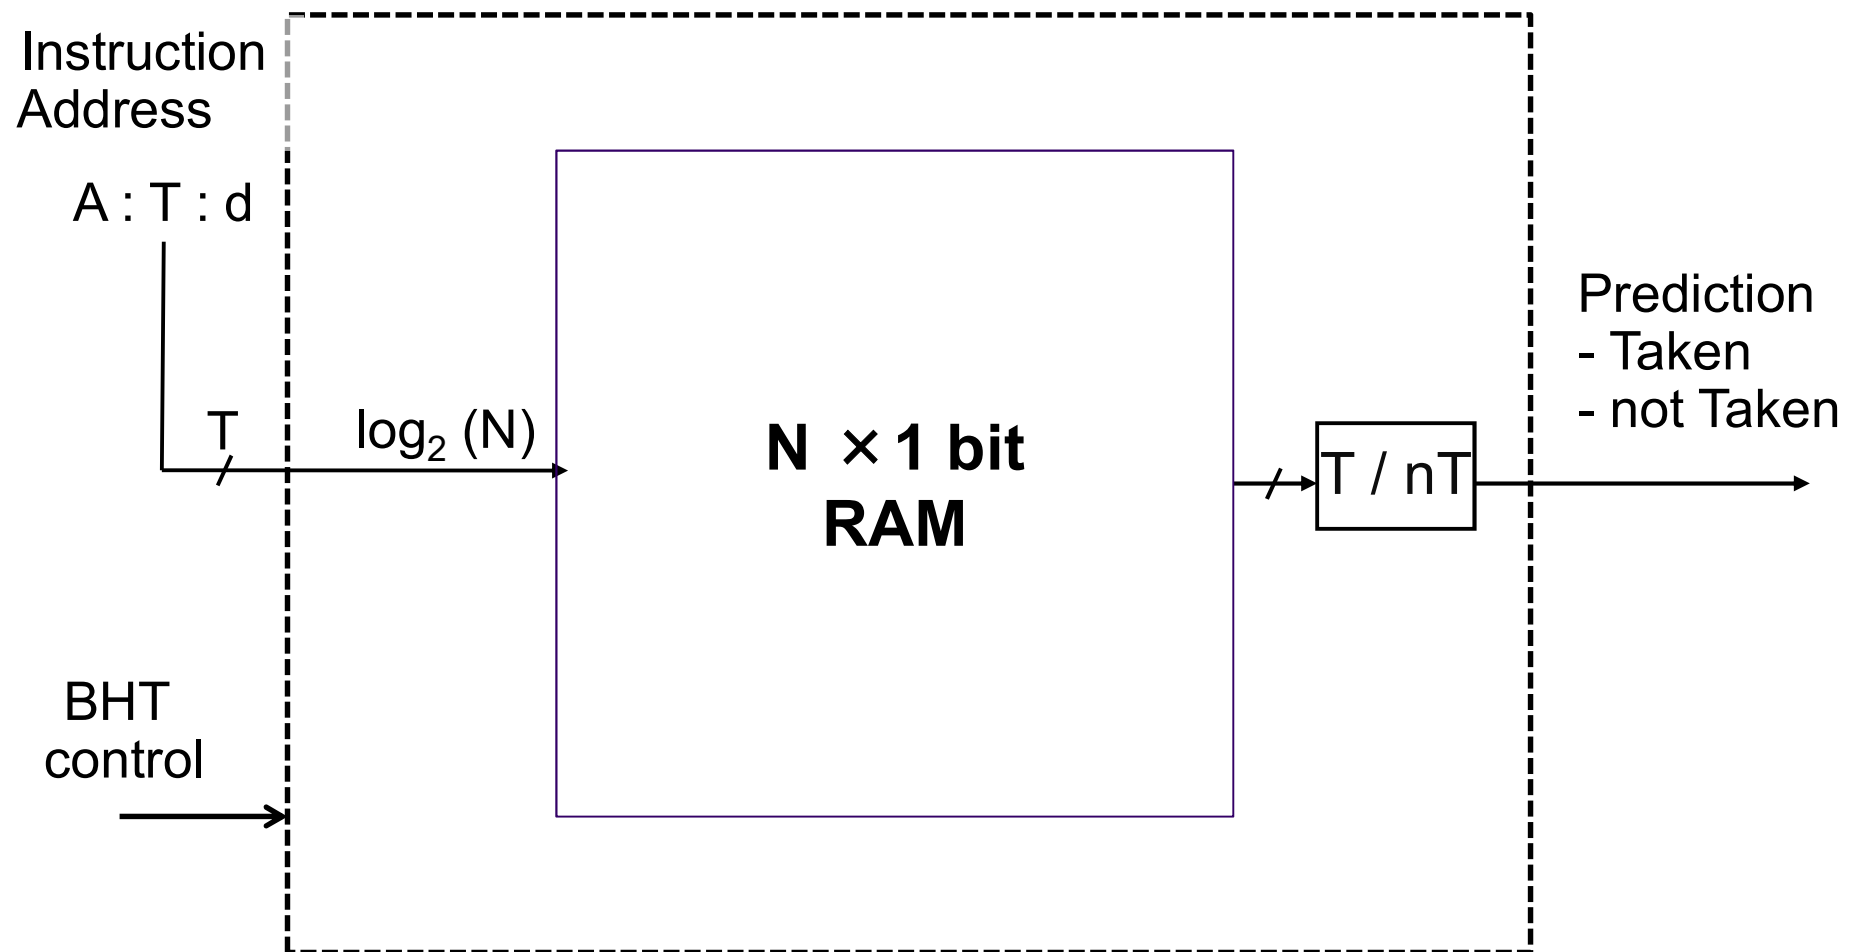 Instruction
Address
A : T : d
T
log₂ (N)
N × 1 bit
RAM
T / nT
Prediction
- Taken
- not Taken
BHT
control